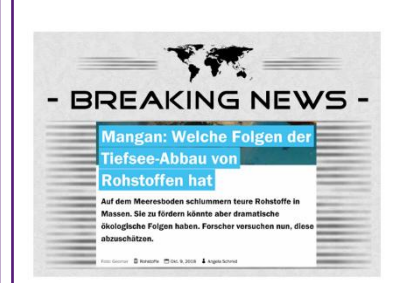 - BREAKING NEWS -
Mangan: Welche Folgen der
Tiefsee-Abbau von
Rohstoffen hat
Auf dem Meeresboden schlummern teure Rohstoffe in
Massen. Sie zu fördern könnte aber dramatische
ökologische Folgen haben. Forscher versuchen nun, diese
abzuschätzen.
Rohstoffe Okt. 9, 2018 Angela Schmid